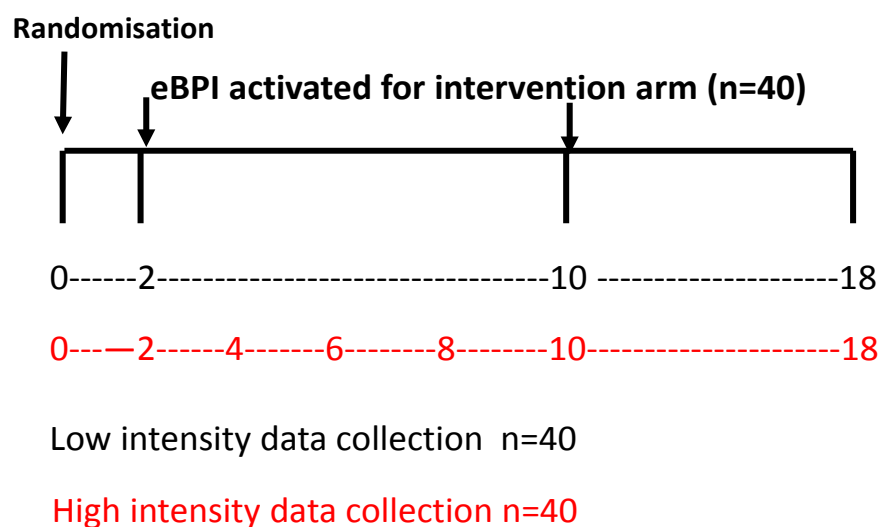 Randomisation
eBPI activated for intervention arm (n=40)
0------2----------------------------------10 ---------------------18
0---—2------4-------6--------8-------10----------------------18
Low intensity data collection  n=40
High intensity data collection n=40